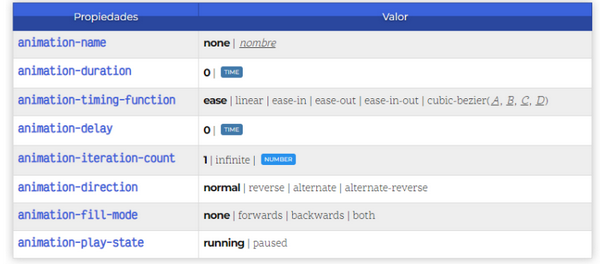 Propiedades Valor
animation-name none | nombre
animation-duration 0 | TIME
animation-timing-function ease | linear | ease-in | ease-out | ease-in-out | cubic-bezier(A, B, C, D)
animation-delay 0 | TIME
animation-iteration-count 1 | infinite | NUMBER
animation-direction normal | reverse | alternate | alternate-reverse
animation-fill-mode none | forwards | backwards | both
animation-play-state running | paused